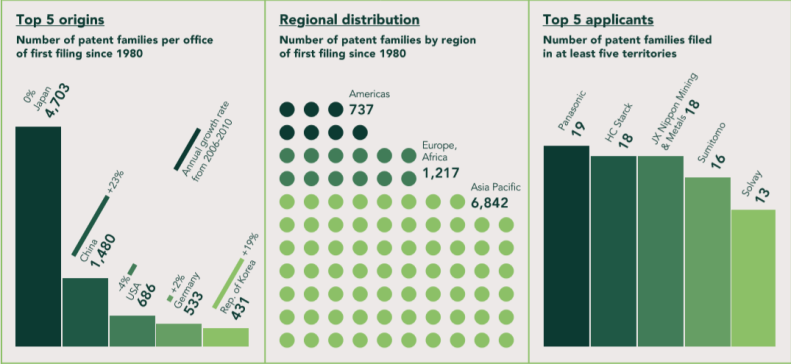 Top 5 origins
Number of patent families per office
of first filing since 1980
0%
Japan
4,703
Annual growth rate
from 2006-2010
+23%
China
1,480
-4%
USA
686
+2%
Germany
533
+19%
Rep. of Korea
431
Regional distribution
Number of patent families by region
of first filing since 1980
Americas
737
Europe,
Africa
1,217
Asia Pacific
6,842
Top 5 applicants
Number of patent families filed
in at least five territories
Panasonic
19
HC Starck
18
JX Nippon Mining
& Metals 18
Sumitomo
16
Solvay
13